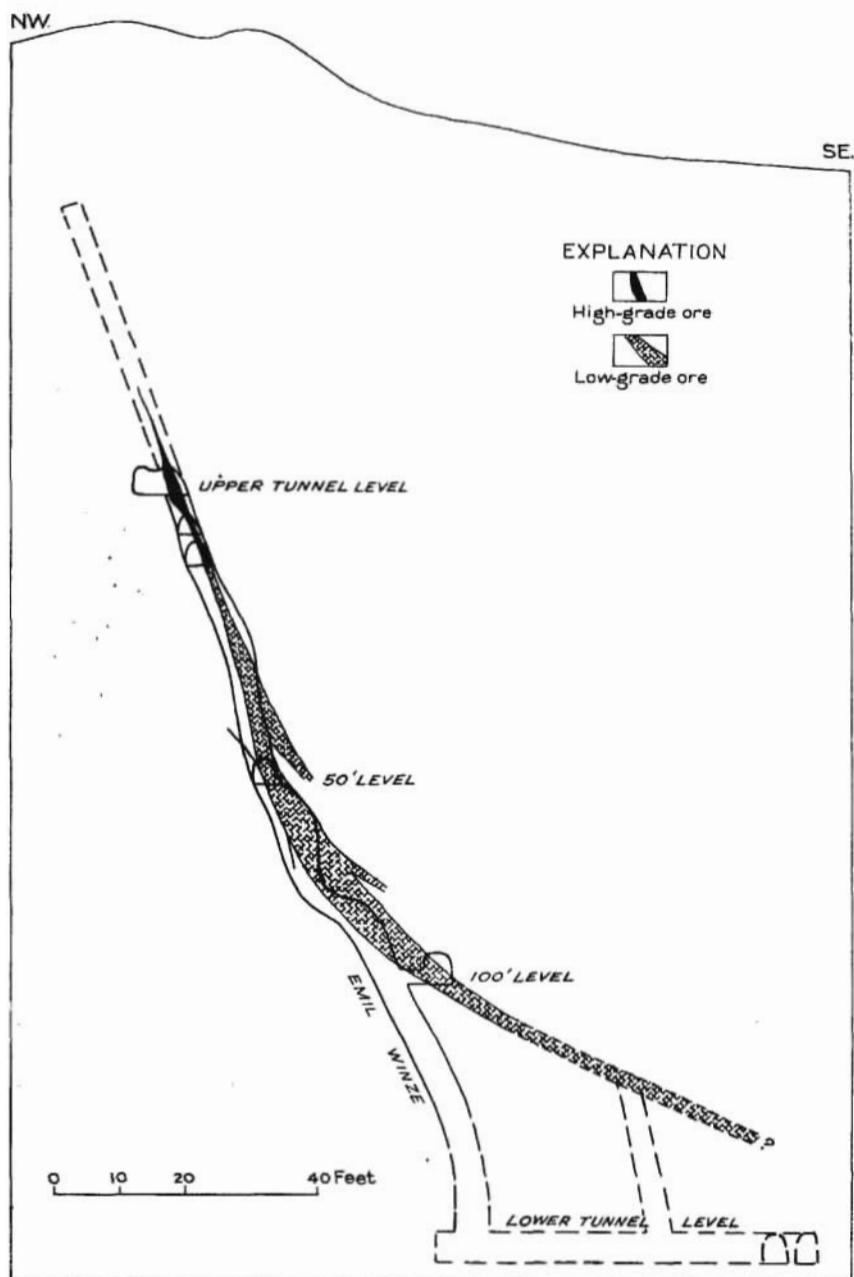 NW.
SE.
EXPLANATION
High-grade ore
Low-grade ore
UPPER TUNNEL LEVEL
50' LEVEL
100' LEVEL
EMIL
WINZE
?
0 10 20 40 Feet
LOWER TUNNEL LEVEL